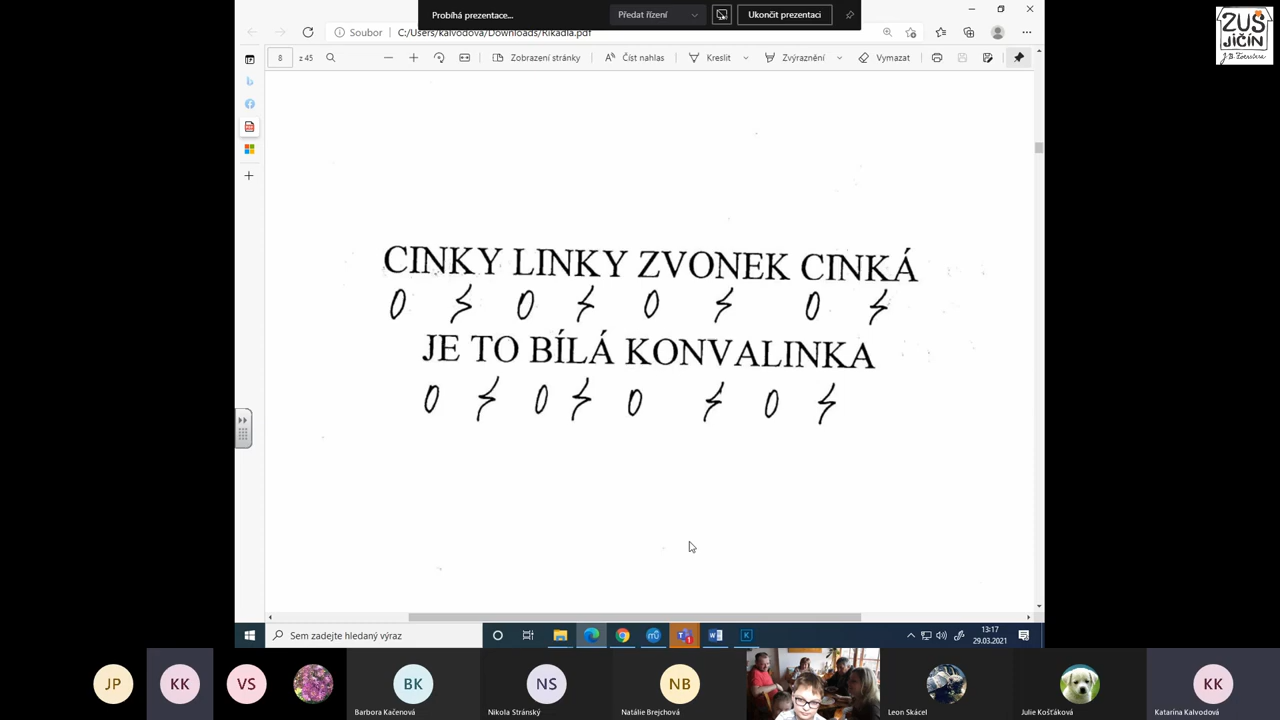 Probíhá prezentace...
Předat řízení
Ukončit prezentaci
ZUŠ
JIČÍN
Soubor C:/Users/kalvodova/Downloads/Rikadla.pdf
8 z 45
Zobrazení stránky
Číst nahlas
Kreslit
Zvýraznění
Vymazat
CINKY LINKY ZVONEK CINKÁ
JE TO BÍLÁ KONVALINKA
Sem zadejte hledaný výraz
13:17
29.03.2021
JP
KK
VS
BK
Barbora Kačenová
NS
Nikola Stránský
NB
Natálie Brejchová
Leon Skácel
Julie Košťáková
KK
Katarína Kalvodová